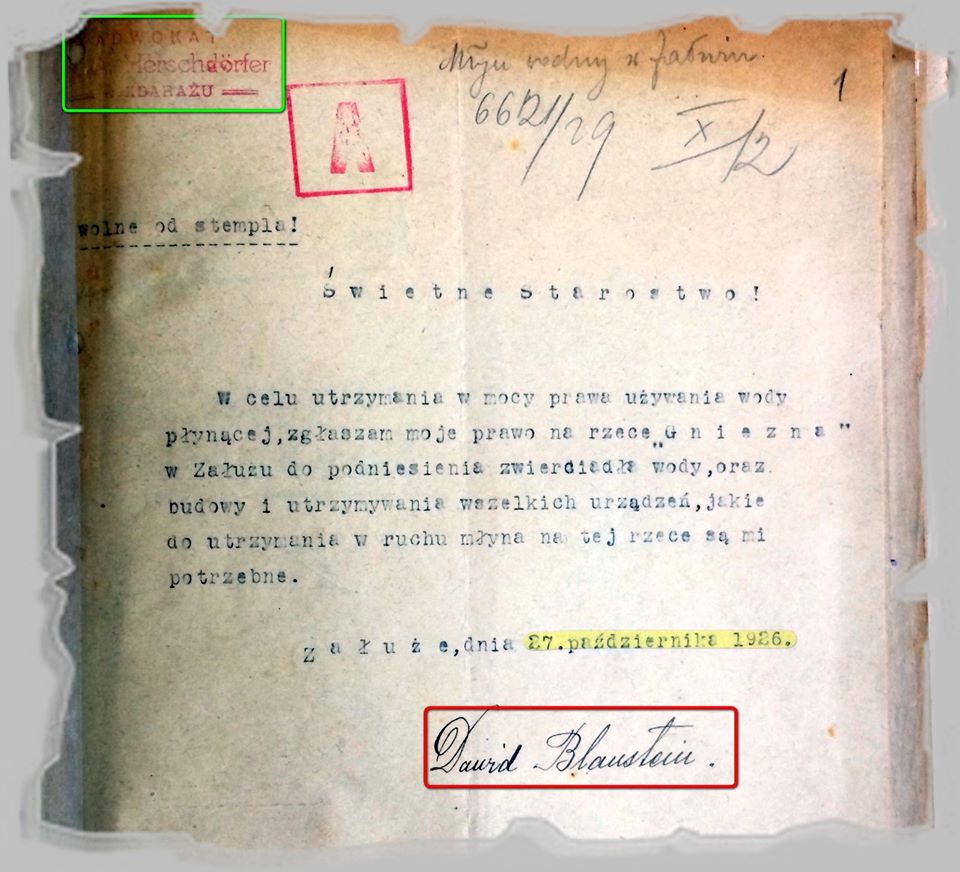 ADWOKAT
Herschdörfer
ZBARAŻU
Młyn wodny w
1
6621/29 X/2
A
wolne od stempla!
Świetne Starostwo!
W celu utrzymania w mocy prawa używania wody
płynącej, zgłaszam moje prawo na rzece „Gniezna"
w Załużu do podniesienia zwierciadła wody, oraz
budowy i utrzymywania wszelkich urządzeń, jakie
do utrzymania w ruchu młyna na tej rzece są mi
potrzebne.
Załuże, dnia 27.października 1926.
Dawid Blaustein.